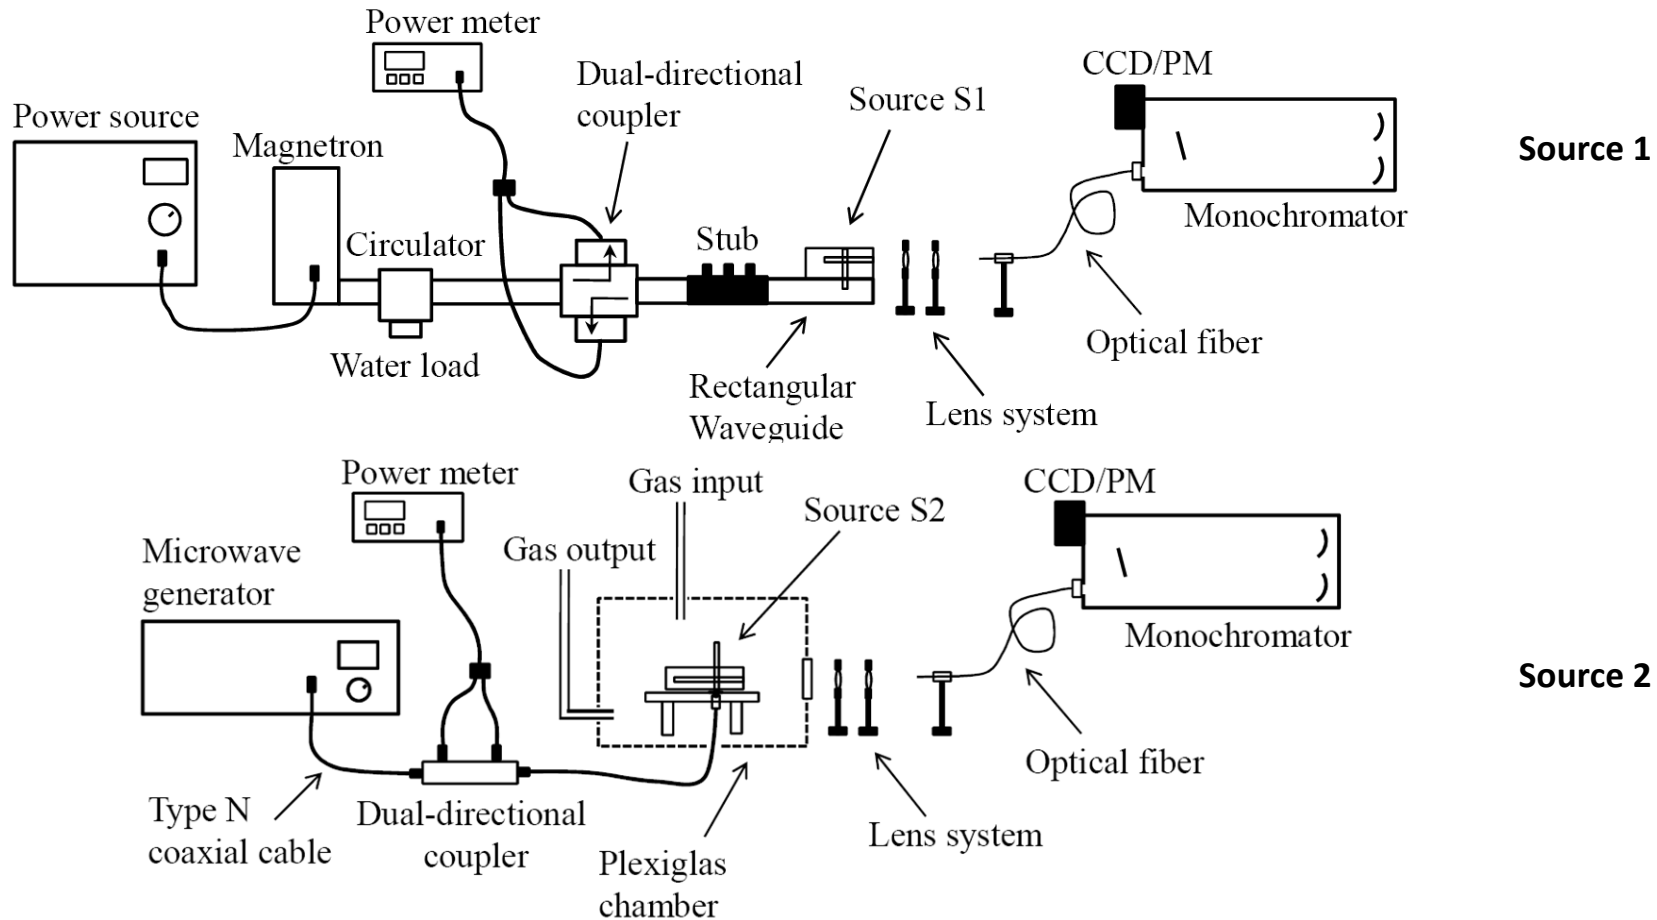 Power meter
Dual-directional
coupler
CCD/PM
Source S1
Power source
Magnetron
Source 1
Circulator
Stub
Monochromator
Water load
Optical fiber
Rectangular
Waveguide
Lens system
Power meter
Gas input
CCD/PM
Source S2
Microwave
generator
Gas output
Monochromator
Source 2
Type N
coaxial cable
Dual-directional
coupler
Optical fiber
Lens system
Plexiglas
chamber